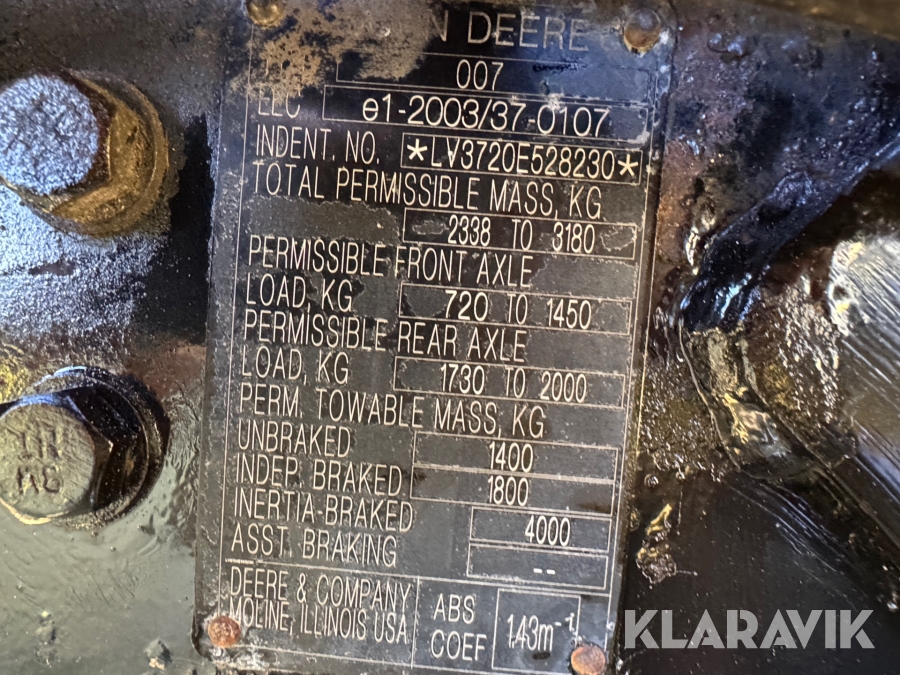 N DEERE
007
EEC e1-2003/37-0107
INDENT. NO. *LV3720E528230*
TOTAL PERMISSIBLE MASS, KG
2338 TO 3180
PERMISSIBLE FRONT AXLE
LOAD, KG 720 TO 1450
PERMISSIBLE REAR AXLE
LOAD, KG 1730 TO 2000
PERM. TOWABLE MASS, KG
UNBRAKED 1400
INDEP. BRAKED 1800
INERTIA-BRAKED 4000
ASST. BRAKING --
DEERE & COMPANY
MOLINE, ILLINOIS USA
ABS
COEF
1.43m⁻¹
KLARAVIK